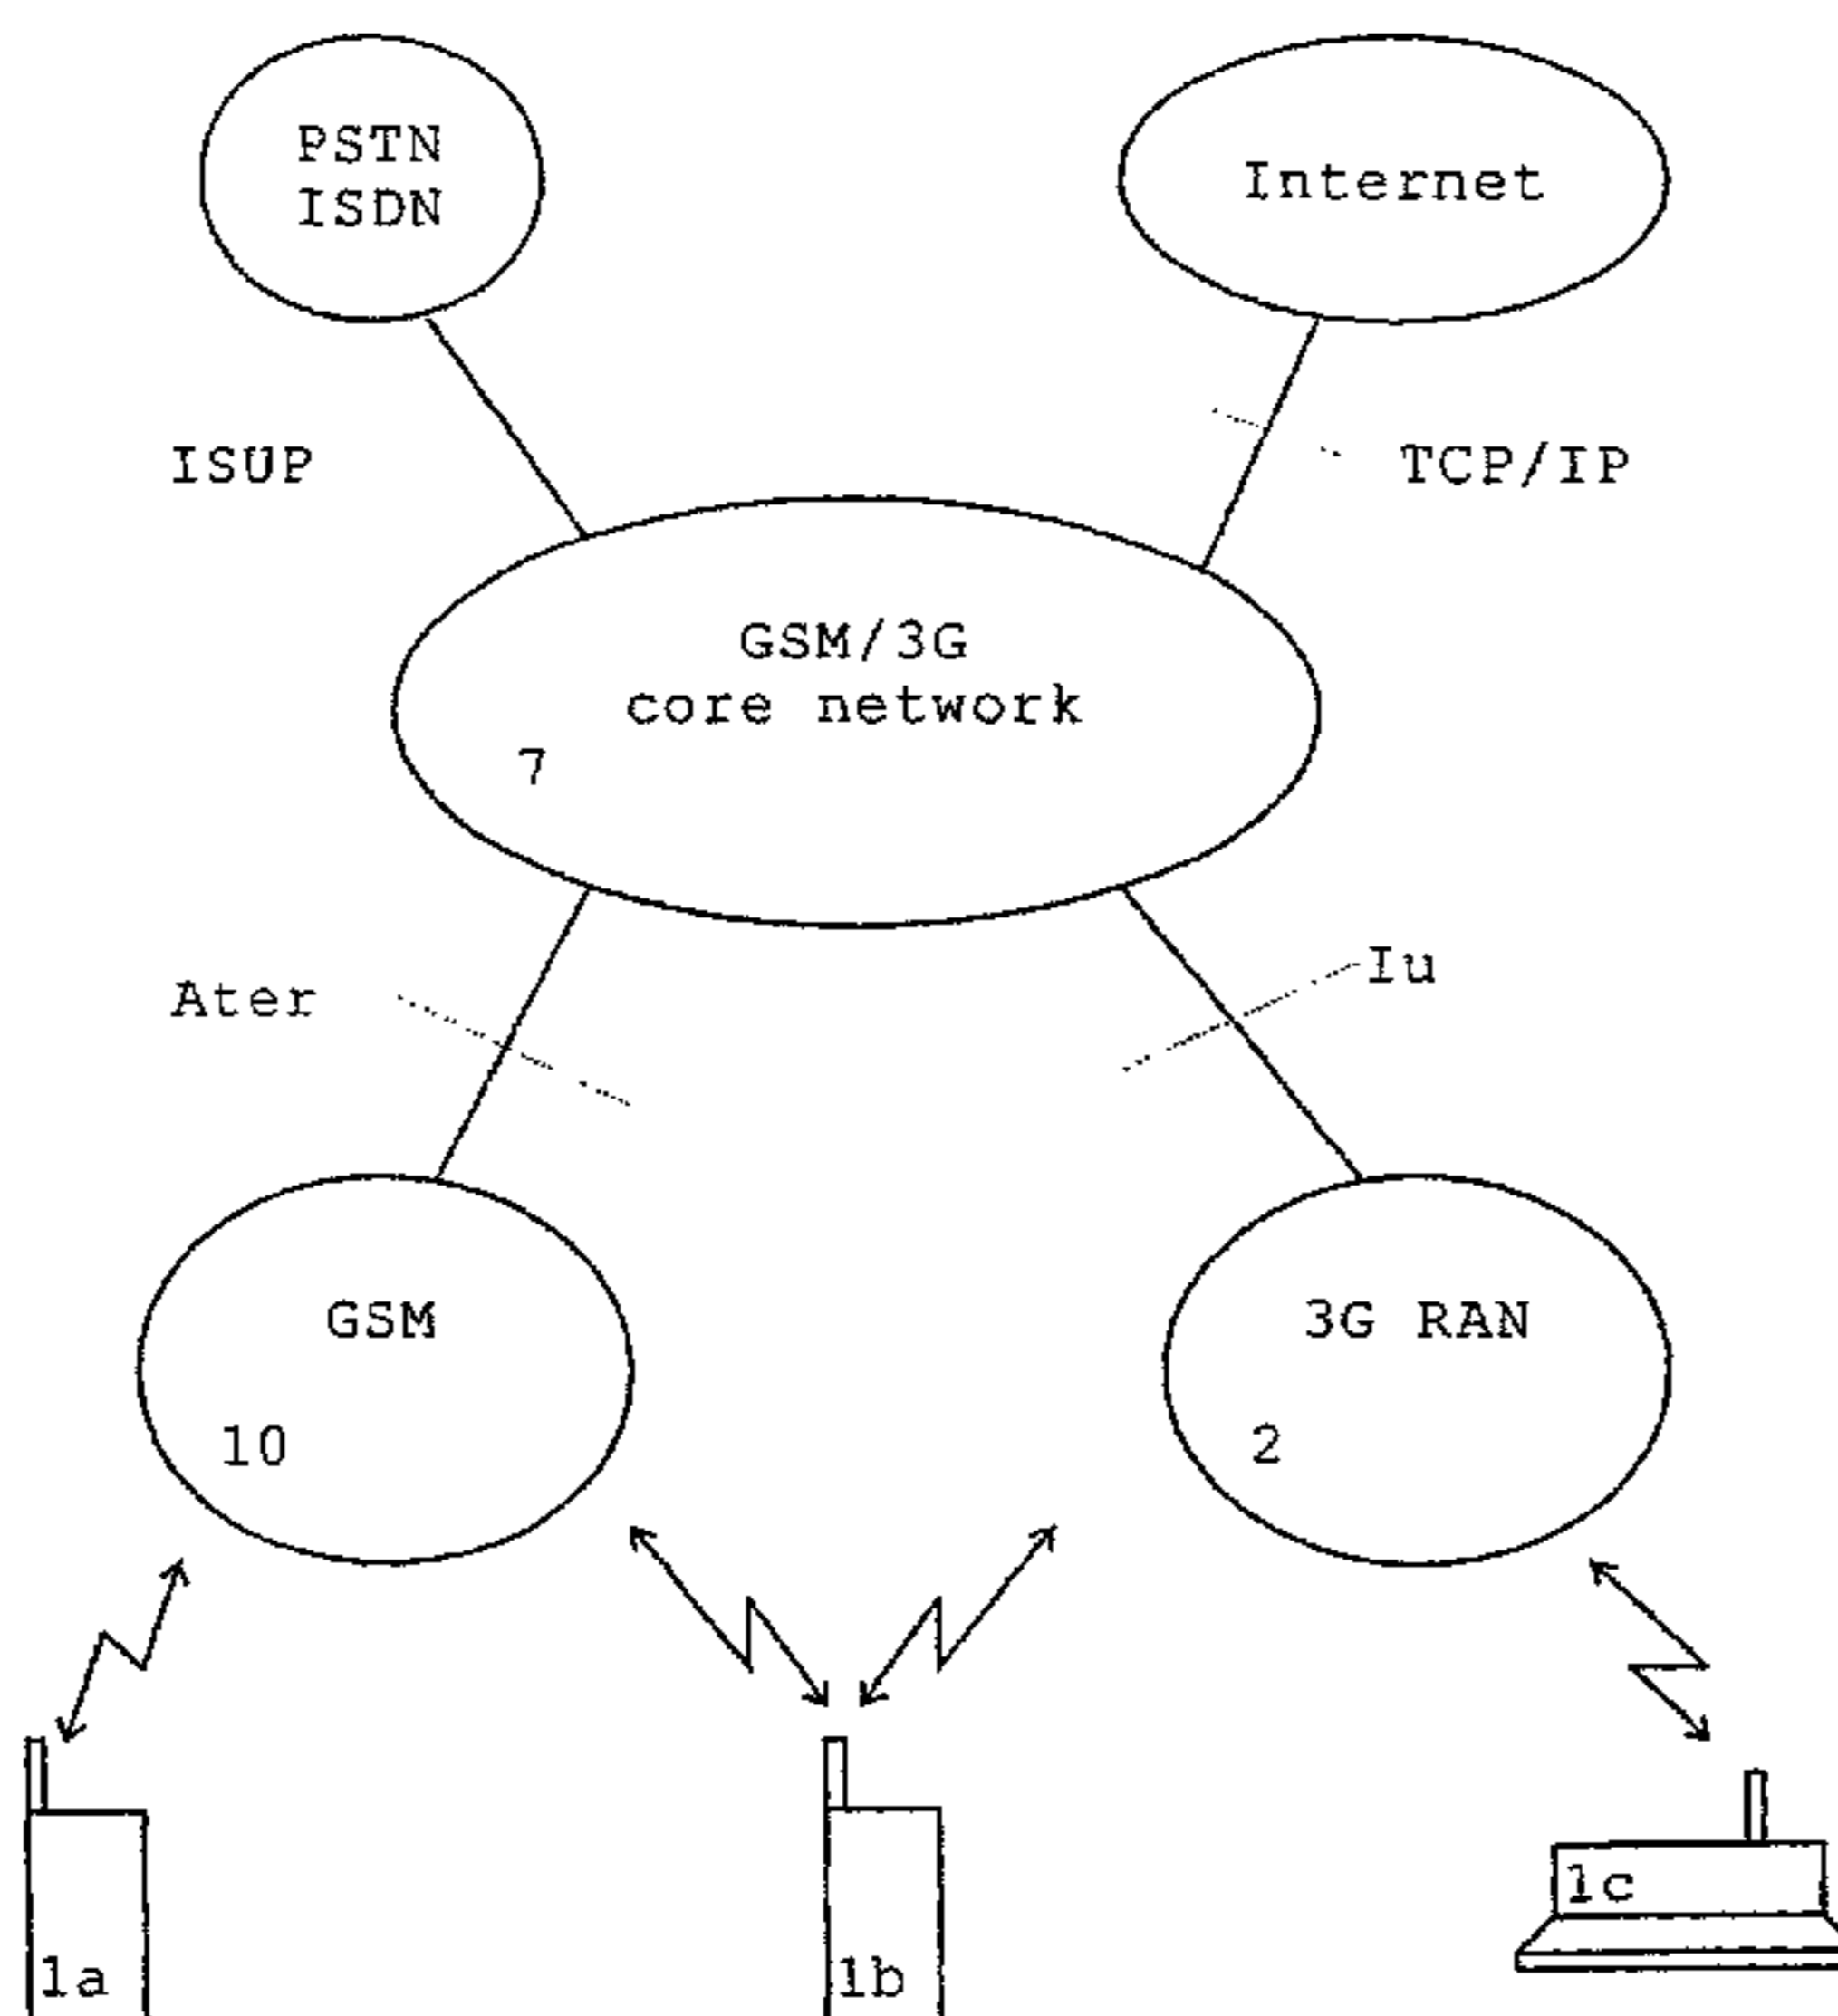 PSTN
ISDN
Internet
ISUP
TCP/IP
GSM/3G
core network
7
Ater
Iu
GSM
10
3G RAN
2
1a
1b
1c